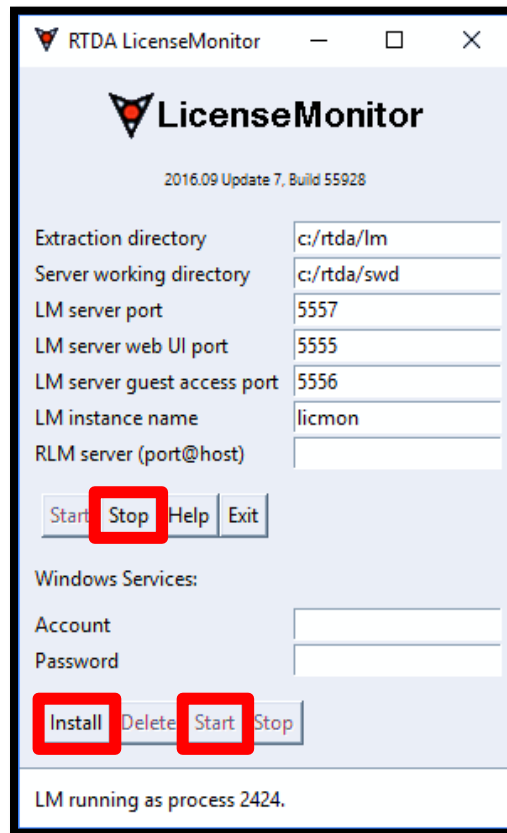 RTDA LicenseMonitor
LicenseMonitor
2016.09 Update 7, Build 55928
Extraction directory c:/rtda/lm
Server working directory c:/rtda/swd
LM server port 5557
LM server web UI port 5555
LM server guest access port 5556
LM instance name licmon
RLM server (port@host)
Start Stop Help Exit
Windows Services:
Account
Password
Install Delete Start Stop
LM running as process 2424.